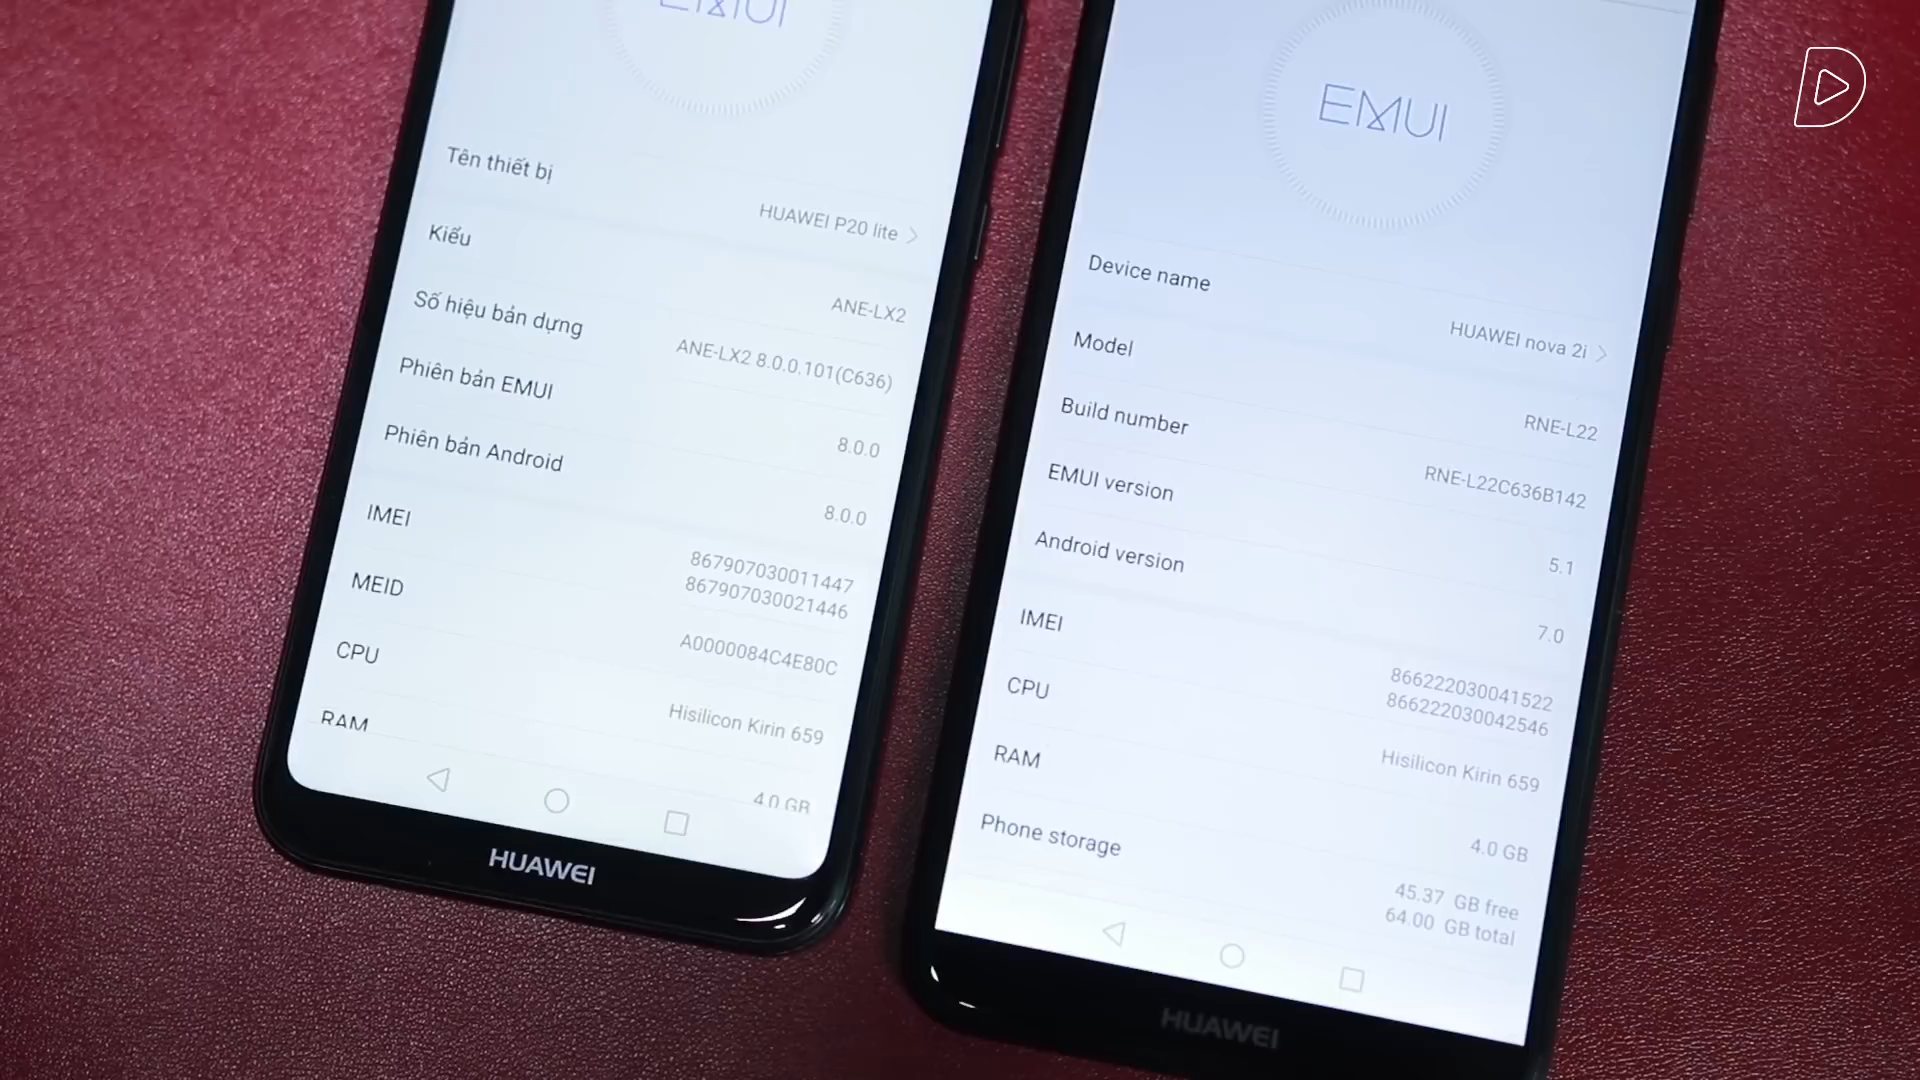 EMUI
Tên thiết bị
HUAWEI P20 lite
Kiểu
ANE-LX2
Số hiệu bản dựng
ANE-LX2 8.0.0.101(C636)
Phiên bản EMUI
8.0.0
Phiên bản Android
8.0.0
IMEI
867907030011447
867907030021446
MEID
A0000084C4E80C
CPU
Hisilicon Kirin 659
RAM
4.0 GB
HUAWEI
EMUI
Device name
HUAWEI nova 2i
Model
RNE-L22
Build number
RNE-L22C636B142
EMUI version
5.1
Android version
7.0
IMEI
866222030041522
866222030042546
CPU
Hisilicon Kirin 659
RAM
4.0 GB
Phone storage
45.37 GB free
64.00 GB total
HUAWEI